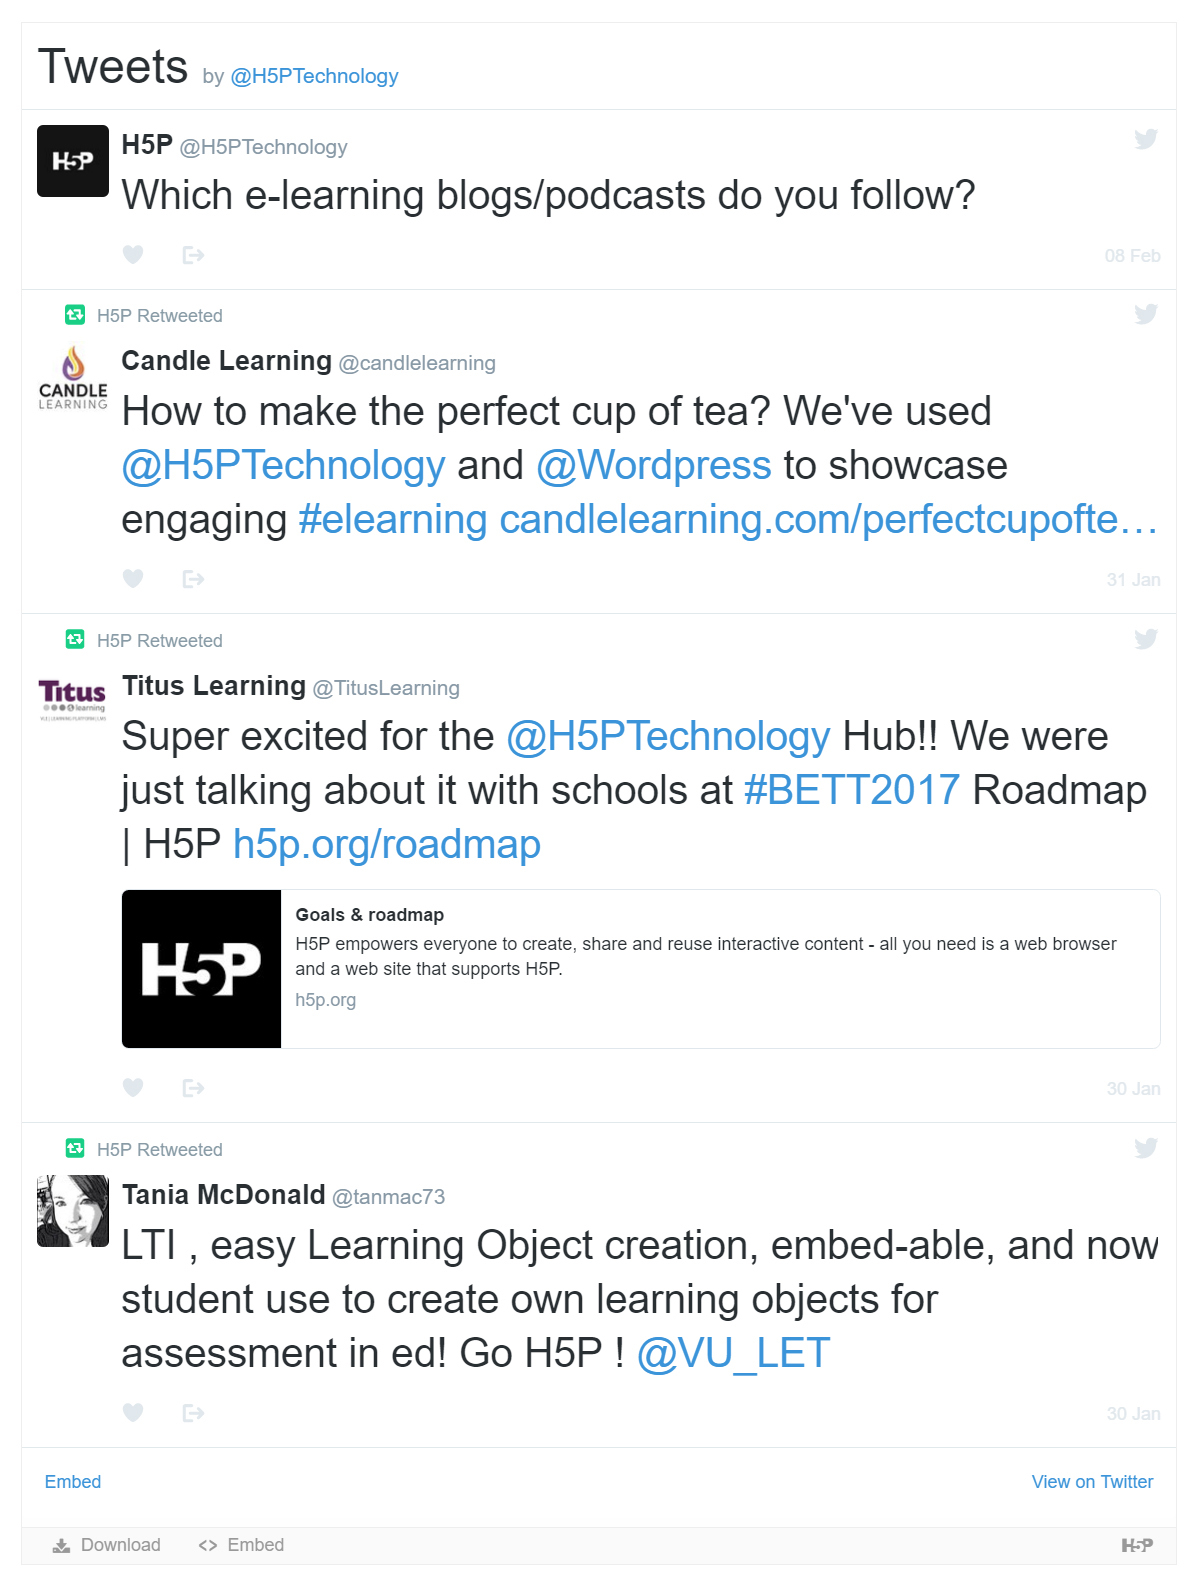 Tweets by @H5PTechnology
H5P
H5P @H5PTechnology
Which e-learning blogs/podcasts do you follow?
08 Feb
H5P Retweeted
CANDLE
LEARNING
Candle Learning @candlelearning
How to make the perfect cup of tea? We've used
@H5PTechnology and @Wordpress to showcase
engaging #elearning candlelearning.com/perfectcupofte…
31 Jan
H5P Retweeted
Titus
learning
Titus Learning @TitusLearning
Super excited for the @H5PTechnology Hub!! We were
just talking about it with schools at #BETT2017 Roadmap
| H5P h5p.org/roadmap
H5P
Goals & roadmap
H5P empowers everyone to create, share and reuse interactive content - all you need is a web browser
and a web site that supports H5P.
h5p.org
30 Jan
H5P Retweeted
Tania McDonald @tanmac73
LTI , easy Learning Object creation, embed-able, and now
student use to create own learning objects for
assessment in ed! Go H5P ! @VU_LET
30 Jan
Embed View on Twitter
Download <> Embed H5P